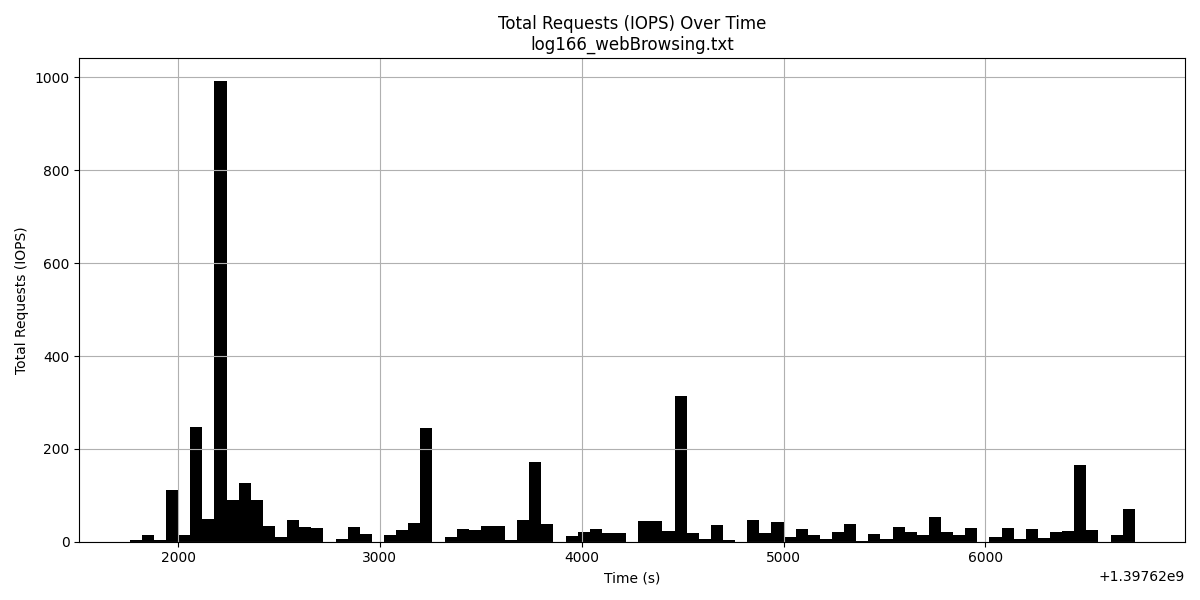 Total Requests (IOPS) Over Time
log166_webBrowsing.txt
Total Requests (IOPS)
1000
800
600
400
200
0
2000
3000
4000
5000
6000
Time (s)
+1.39762e9